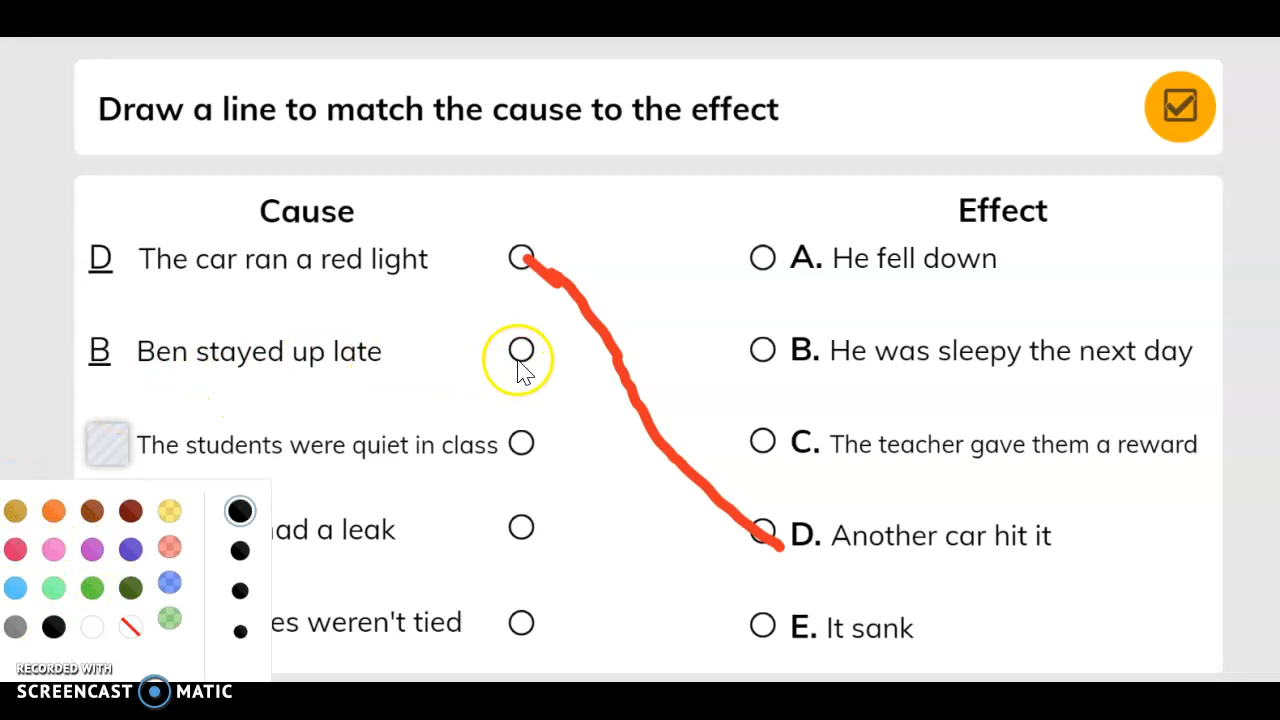 Draw a line to match the cause to the effect
Cause
Effect
D The car ran a red light
A. He fell down
B Ben stayed up late
B. He was sleepy the next day
The students were quiet in class
C. The teacher gave them a reward
had a leak
D. Another car hit it
es weren't tied
E. It sank
RECORDED WITH
SCREENCAST MATIC